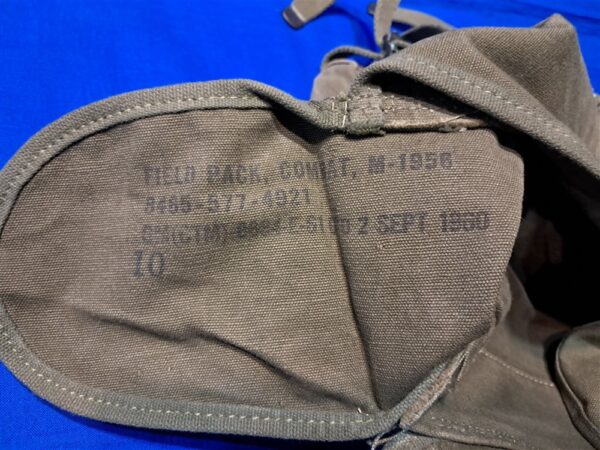 FIELD PACK, COMBAT, M-1956
8465-577-4921
2 SEPT 1960
10